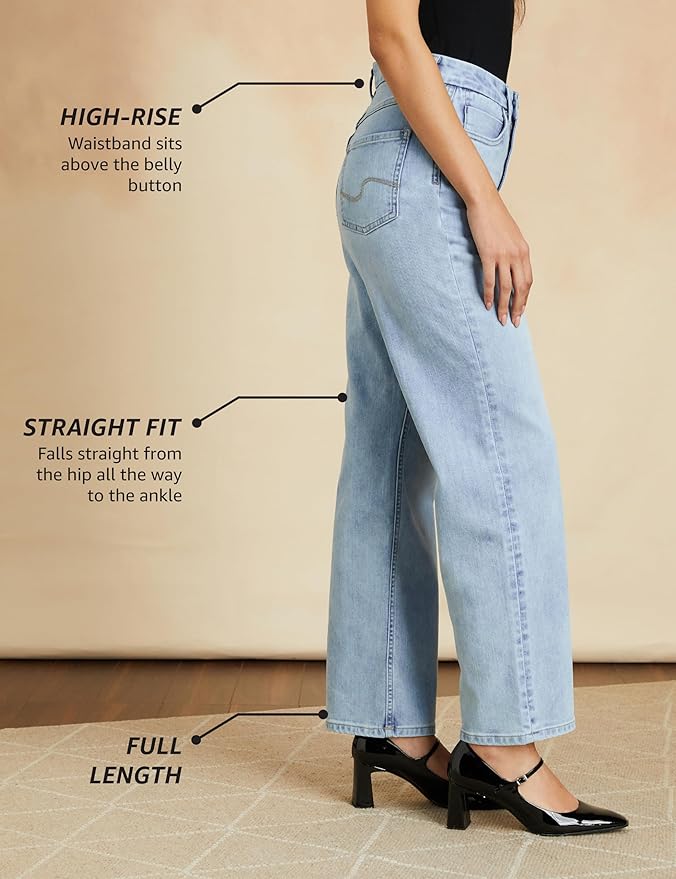 HIGH-RISE
Waistband sits
above the belly
button
STRAIGHT FIT
Falls straight from
the hip all the way
to the ankle
FULL
LENGTH